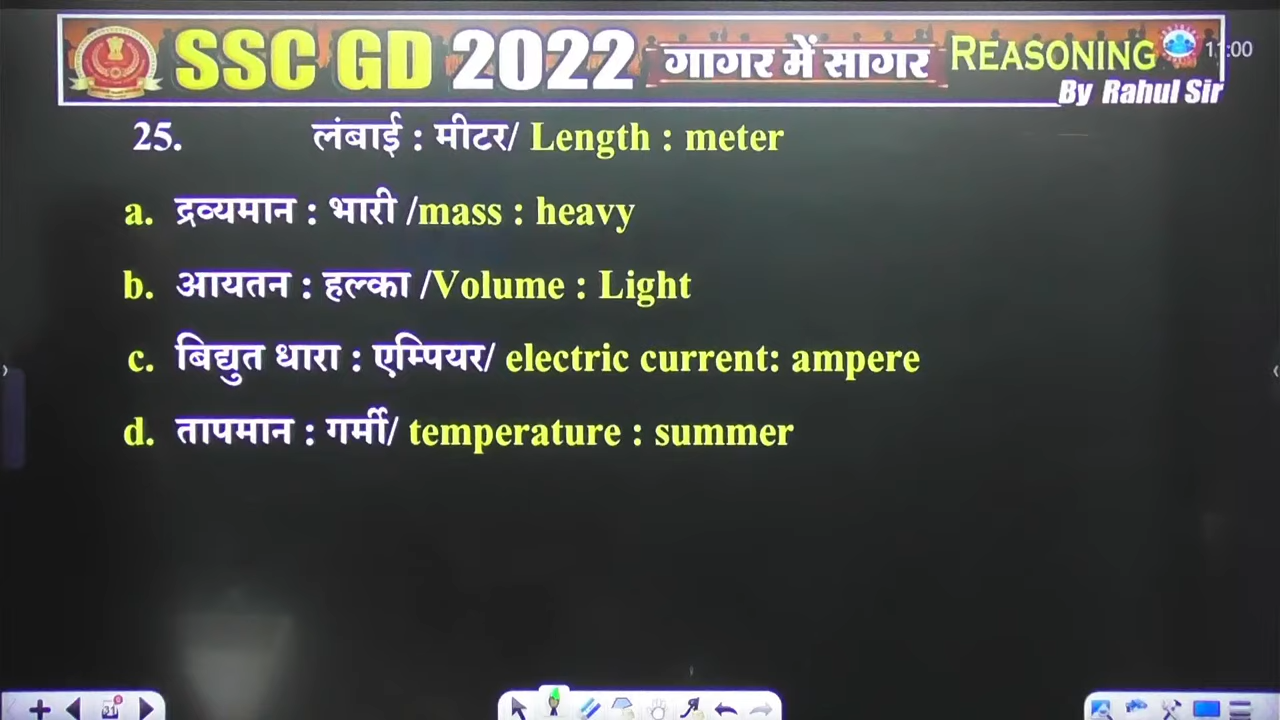 SSC GD 2022 गागर में सागर REASONING 11:00
By Rahul Sir
25. लंबाई : मीटर/ Length : meter
a. द्रव्यमान : भारी /mass : heavy
b. आयतन : हल्का /Volume : Light
c. बिद्युत धारा : एम्पियर/ electric current: ampere
d. तापमान : गर्मी/ temperature : summer